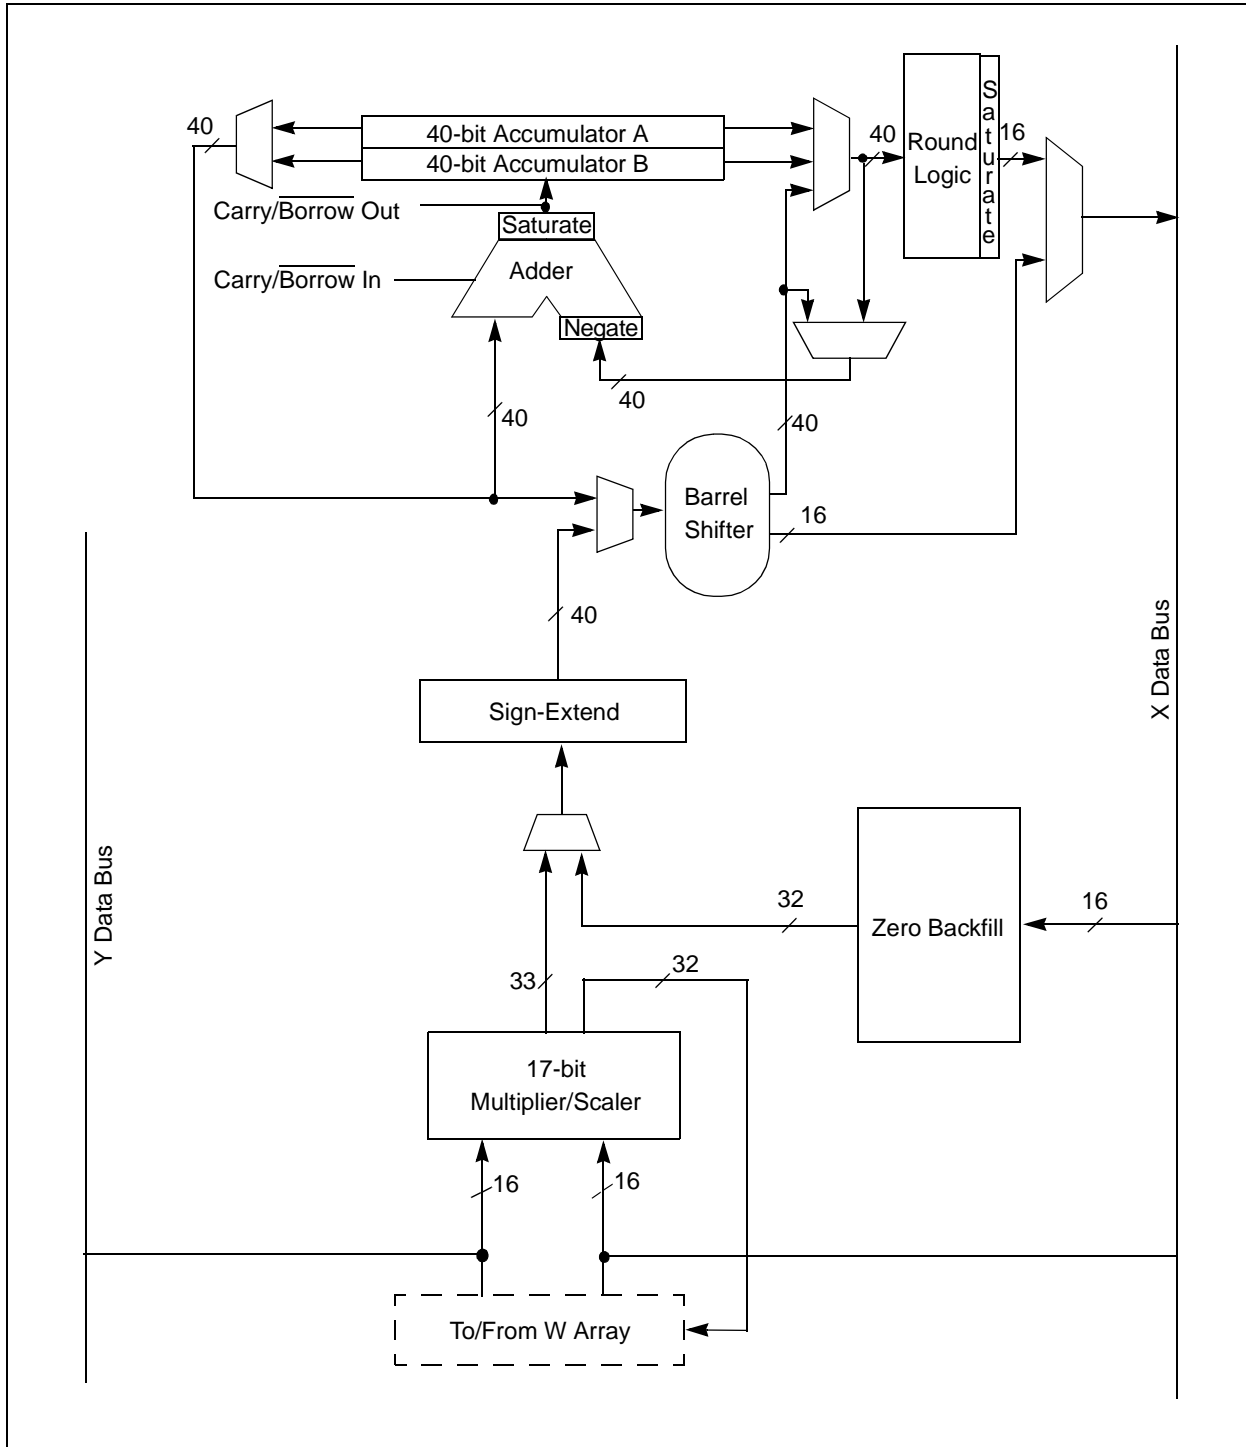 40
40-bit Accumulator A
40-bit Accumulator B
40
Round
Logic
Saturate
16
Carry/Borrow Out
Saturate
Carry/Borrow In
Adder
Negate
40
40
40
Barrel
Shifter
16
40
Sign-Extend
X Data Bus
Y Data Bus
32
Zero Backfill
16
33
32
17-bit
Multiplier/Scaler
16
16
To/From W Array